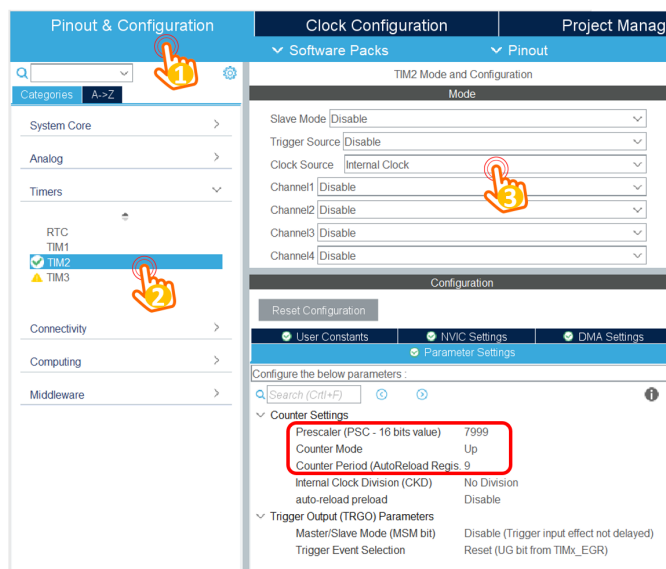 Pinout & Configuration
Clock Configuration
Project Manag
Software Packs
Pinout
1
Categories
A->Z
System Core
Analog
Timers
RTC
TIM1
TIM2
TIM3
2
Connectivity
Computing
Middleware
TIM2 Mode and Configuration
Mode
Slave Mode Disable
Trigger Source Disable
Clock Source Internal Clock
Channel1 Disable
3
Channel2 Disable
Channel3 Disable
Channel4 Disable
Configuration
Reset Configuration
User Constants
NVIC Settings
DMA Settings
Parameter Settings
Configure the below parameters :
Search (Crtl+F)
Counter Settings
Prescaler (PSC - 16 bits value) 7999
Counter Mode Up
Counter Period (AutoReload Regis. 9
Internal Clock Division (CKD) No Division
auto-reload preload Disable
Trigger Output (TRGO) Parameters
Master/Slave Mode (MSM bit) Disable (Trigger input effect not delayed)
Trigger Event Selection Reset (UG bit from TIMx_EGR)